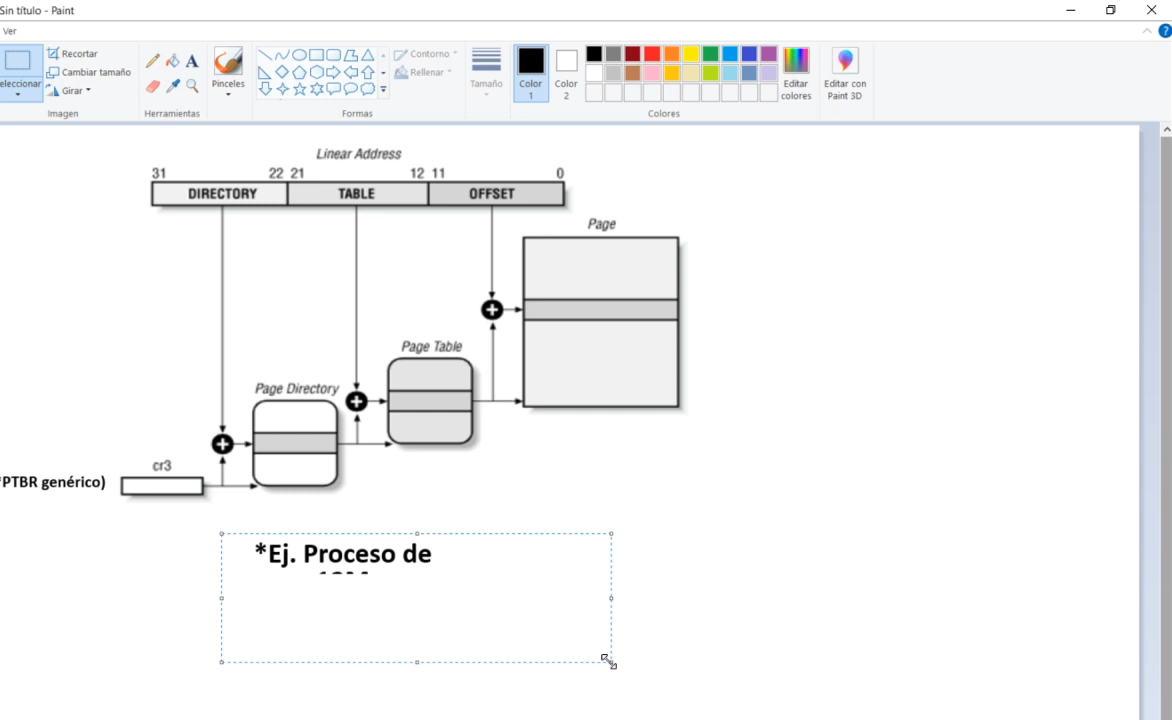 Sin título - Paint
Ver
Recortar
Cambiar tamaño
Girar
Imagen
Pinceles
Herramientas
Contorno
Rellenar
Formas
Tamaño
Color
1
Color
2
Editar
colores
Editar con
Paint 3D
Colores
Linear Address
31 22 21 12 11 0
DIRECTORY TABLE OFFSET
Page
Page Table
Page Directory
cr3
*PTBR genérico)
*Ej. Proceso de